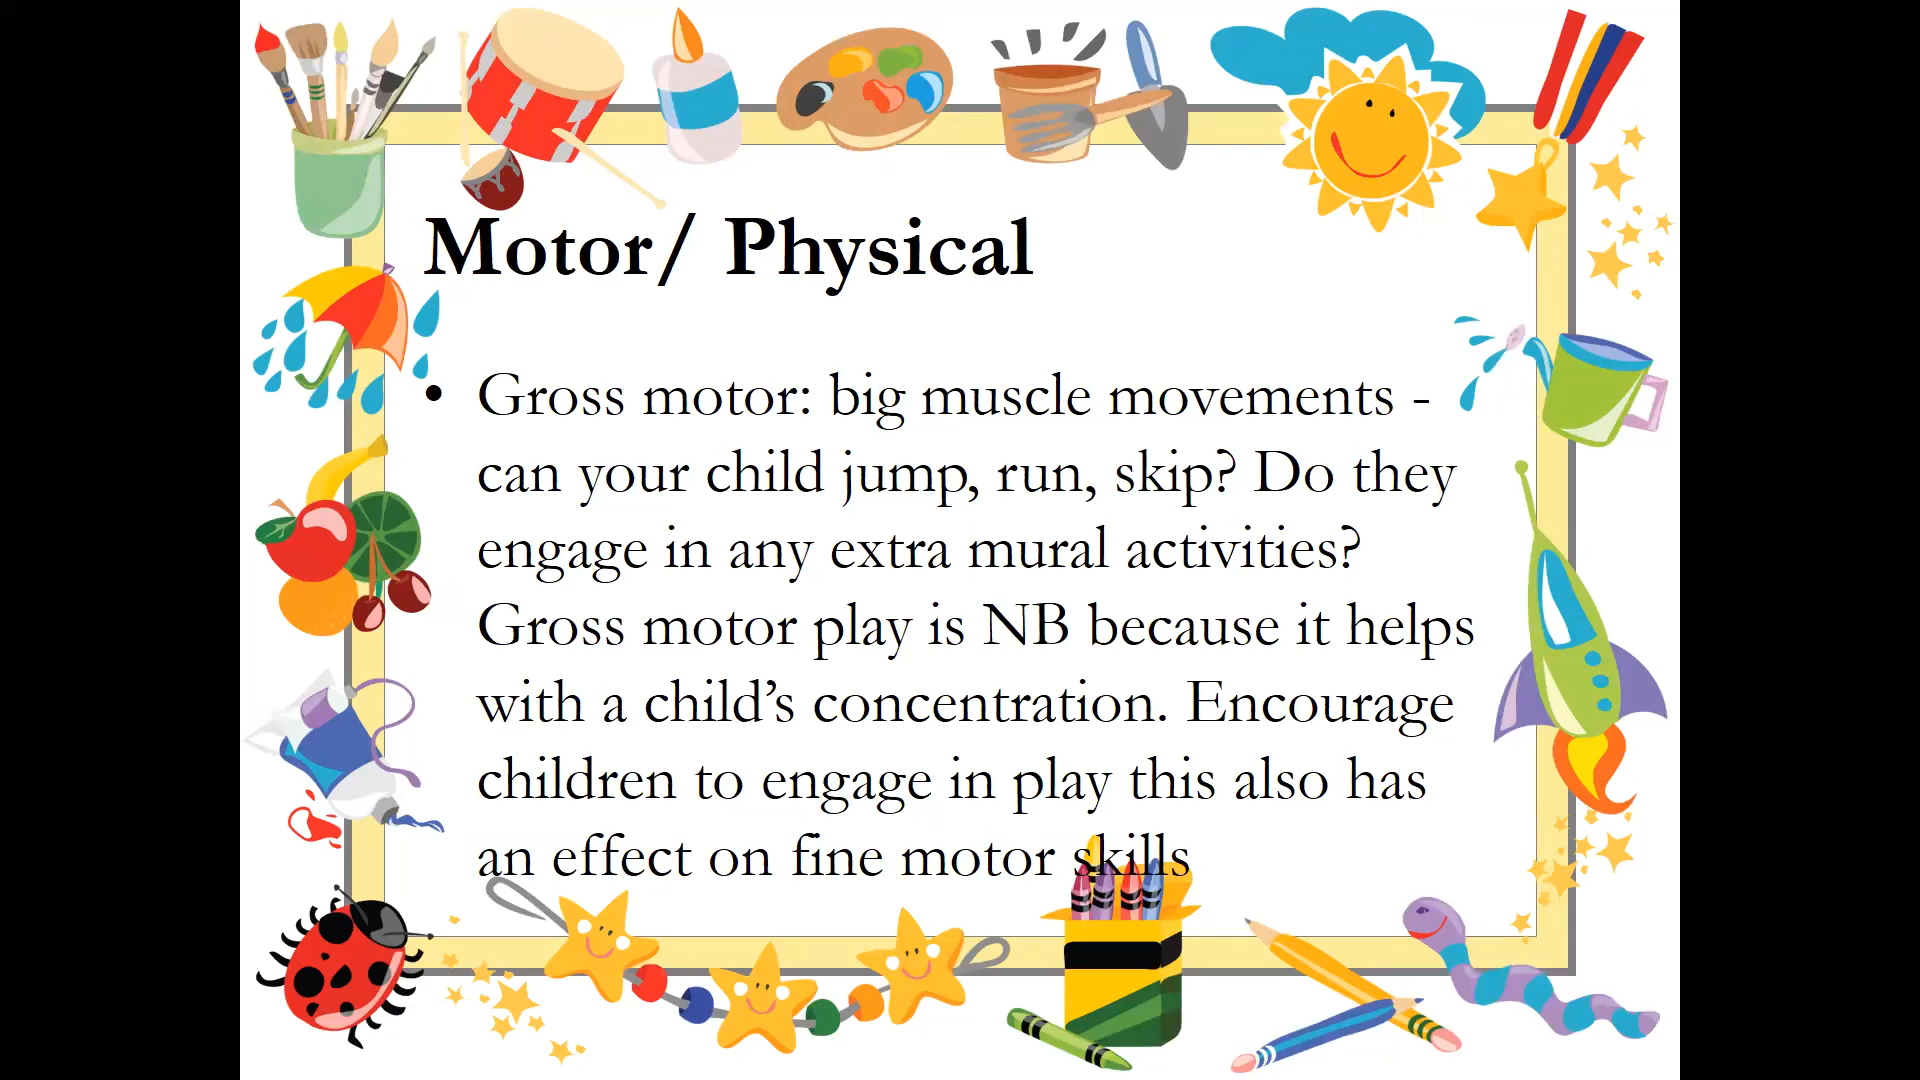 Motor/ Physical
• Gross motor: big muscle movements -
can your child jump, run, skip? Do they
engage in any extra mural activities?
Gross motor play is NB because it helps
with a child’s concentration. Encourage
children to engage in play this also has
an effect on fine motor skills